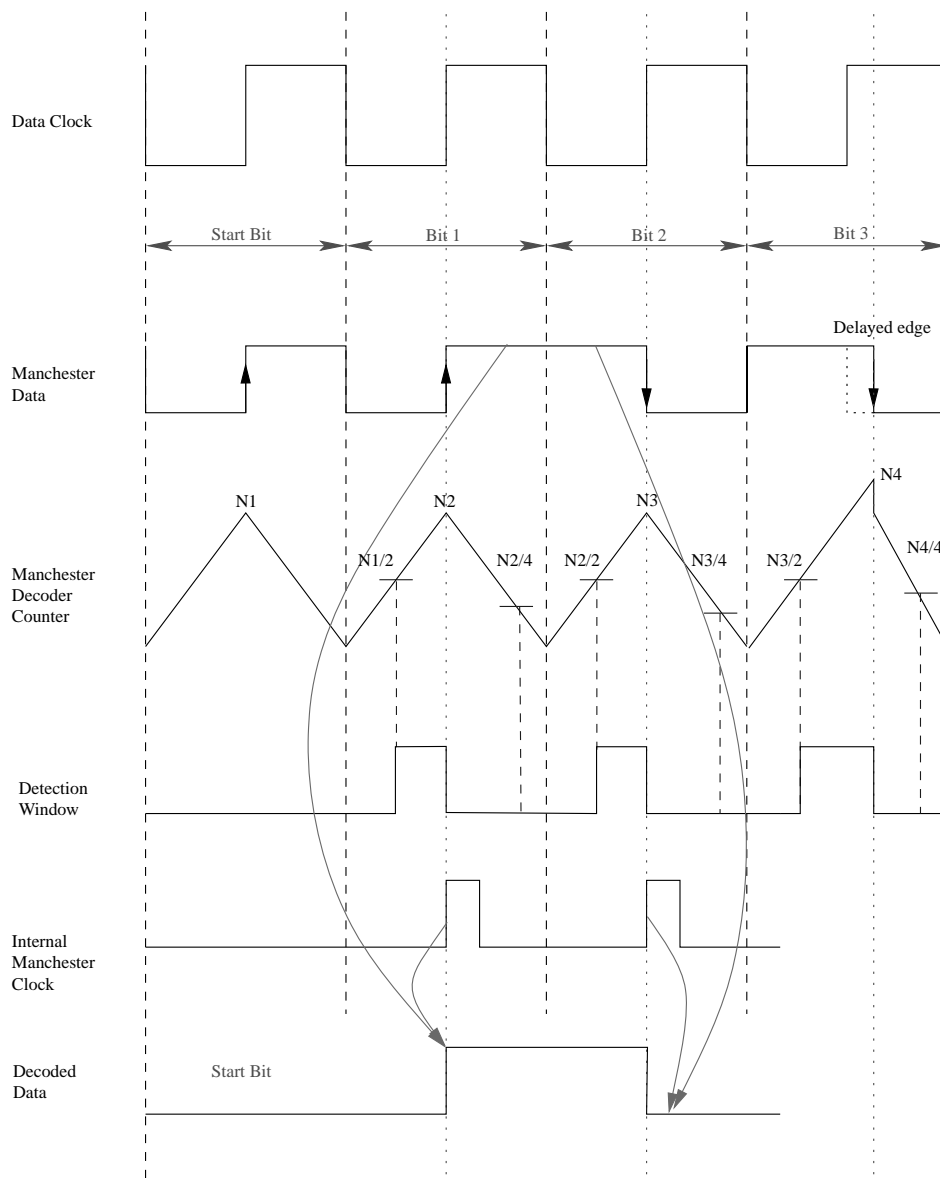 Data Clock
Start Bit
Bit 1
Bit 2
Bit 3
Delayed edge
Manchester
Data
N1
N2
N3
N4
N1/2
N2/4
N2/2
N3/4
N3/2
N4/4
Manchester
Decoder
Counter
Detection
Window
Internal
Manchester
Clock
Decoded
Data
Start Bit